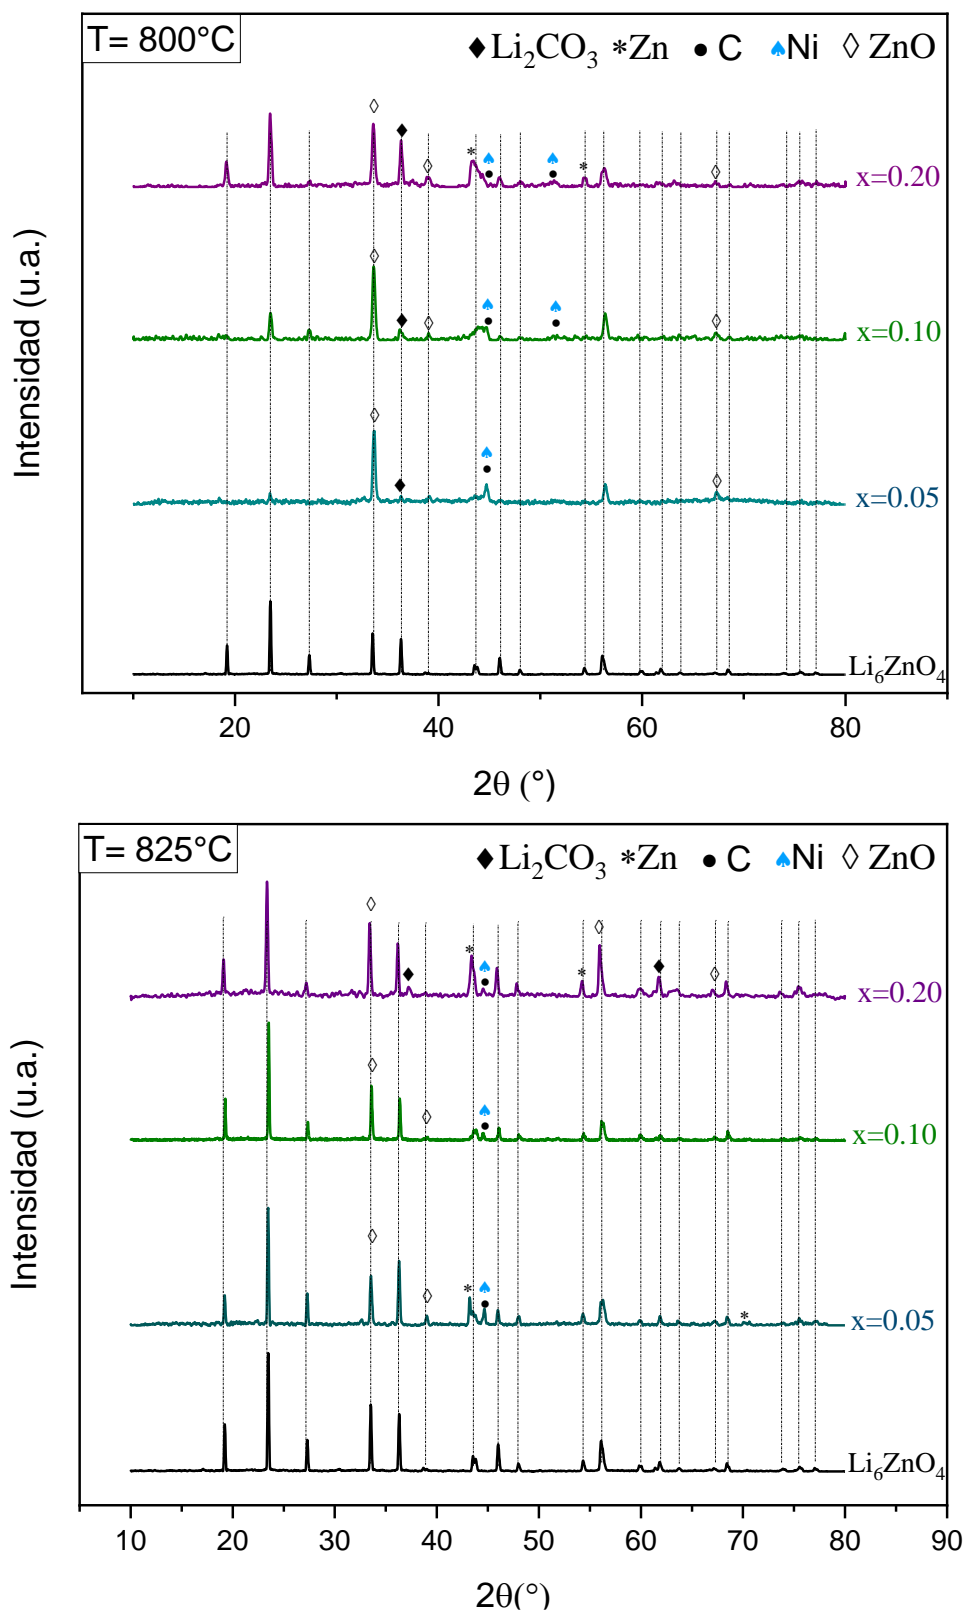 T= 800°C
♦Li₂CO₃ *Zn ● C ♠Ni ◊ ZnO
x=0.20
x=0.10
x=0.05
Li₆ZnO₄
Intensidad (u.a.)
20 40 60 80
2θ (°)
T= 825°C
♦Li₂CO₃ *Zn ● C ♠Ni ◊ ZnO
x=0.20
x=0.10
x=0.05
Li₆ZnO₄
Intensidad (u.a.)
10 20 30 40 50 60 70 80 90
2θ(°)